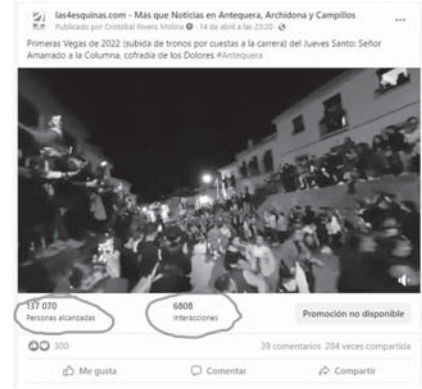 las4esquinas.com - Más que Noticias en Antequera, Archidona y Campillos
Publicado por Cristóbal Rivero Molina · 14 de abril a las 23:20 ·
Primeras Vegas de 2022 (subida de tronos por cuestas a la carrera) del Jueves Santo: Señor
Amarrado a la Columna, cofradía de los Dolores #Antequera
137 070
Personas alcanzadas
6808
Interacciones
Promoción no disponible
300
39 comentarios 284 veces compartida
Me gusta
Comentar
Compartir